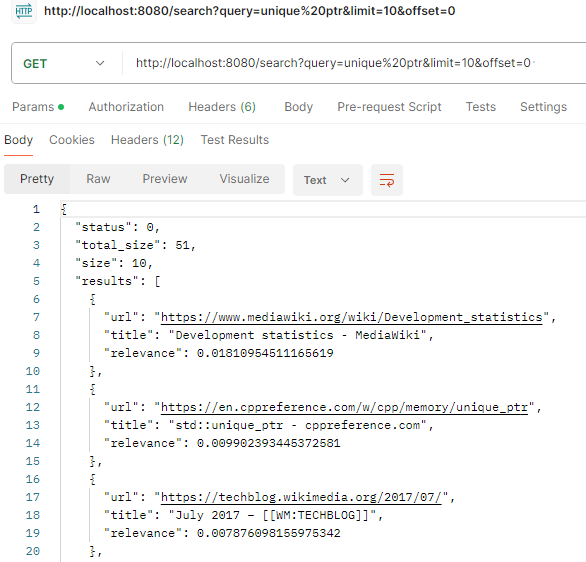 HTTP http://localhost:8080/search?query=unique%20ptr&limit=10&offset=0
GET http://localhost:8080/search?query=unique%20ptr&limit=10&offset=0
Params Authorization Headers (6) Body Pre-request Script Tests Settings
Body Cookies Headers (12) Test Results
Pretty Raw Preview Visualize Text
1 {
2 "status": 0,
3 "total_size": 51,
4 "size": 10,
5 "results": [
6 {
7 "url": "https://www.mediawiki.org/wiki/Development_statistics",
8 "title": "Development statistics - MediaWiki",
9 "relevance": 0.01810954511165619
10 },
11 {
12 "url": "https://en.cppreference.com/w/cpp/memory/unique_ptr",
13 "title": "std::unique_ptr - cppreference.com",
14 "relevance": 0.009902393445372581
15 },
16 {
17 "url": "https://techblog.wikimedia.org/2017/07/",
18 "title": "July 2017 – [[WM:TECHBLOG]]",
19 "relevance": 0.007876098155975342
20 },